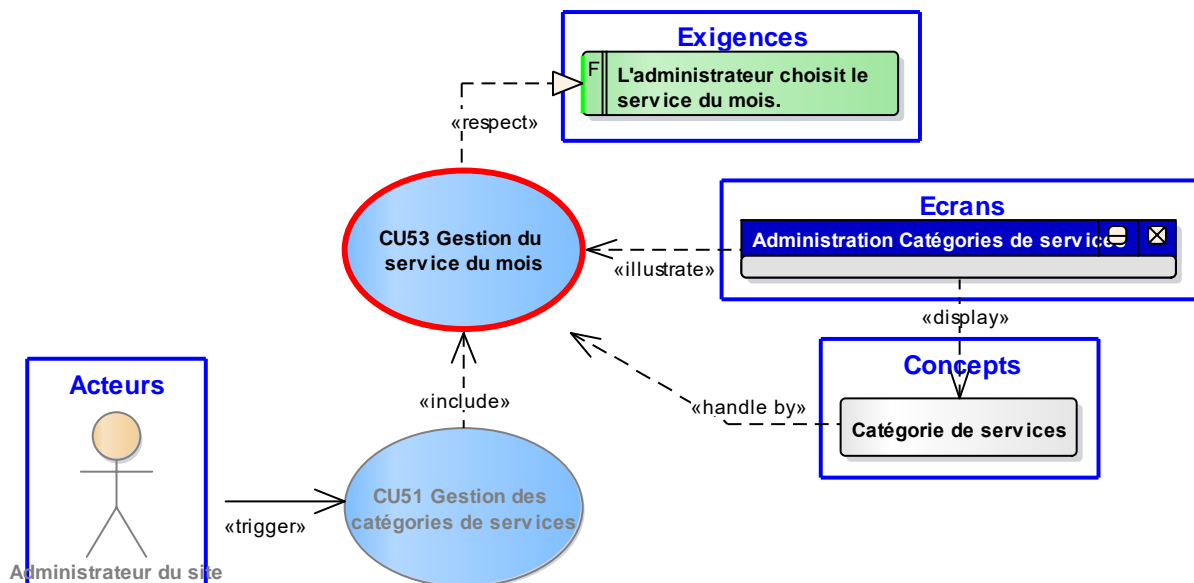 Exigences
F
L'administrateur choisit le
service du mois.
«respect»
Ecrans
CU53 Gestion du
service du mois
Administration Catégories de services
«illustrate»
«display»
Concepts
Acteurs
«include»
«handle by»
Catégorie de services
CU51 Gestion des
catégories de services
«trigger»
Administrateur du site